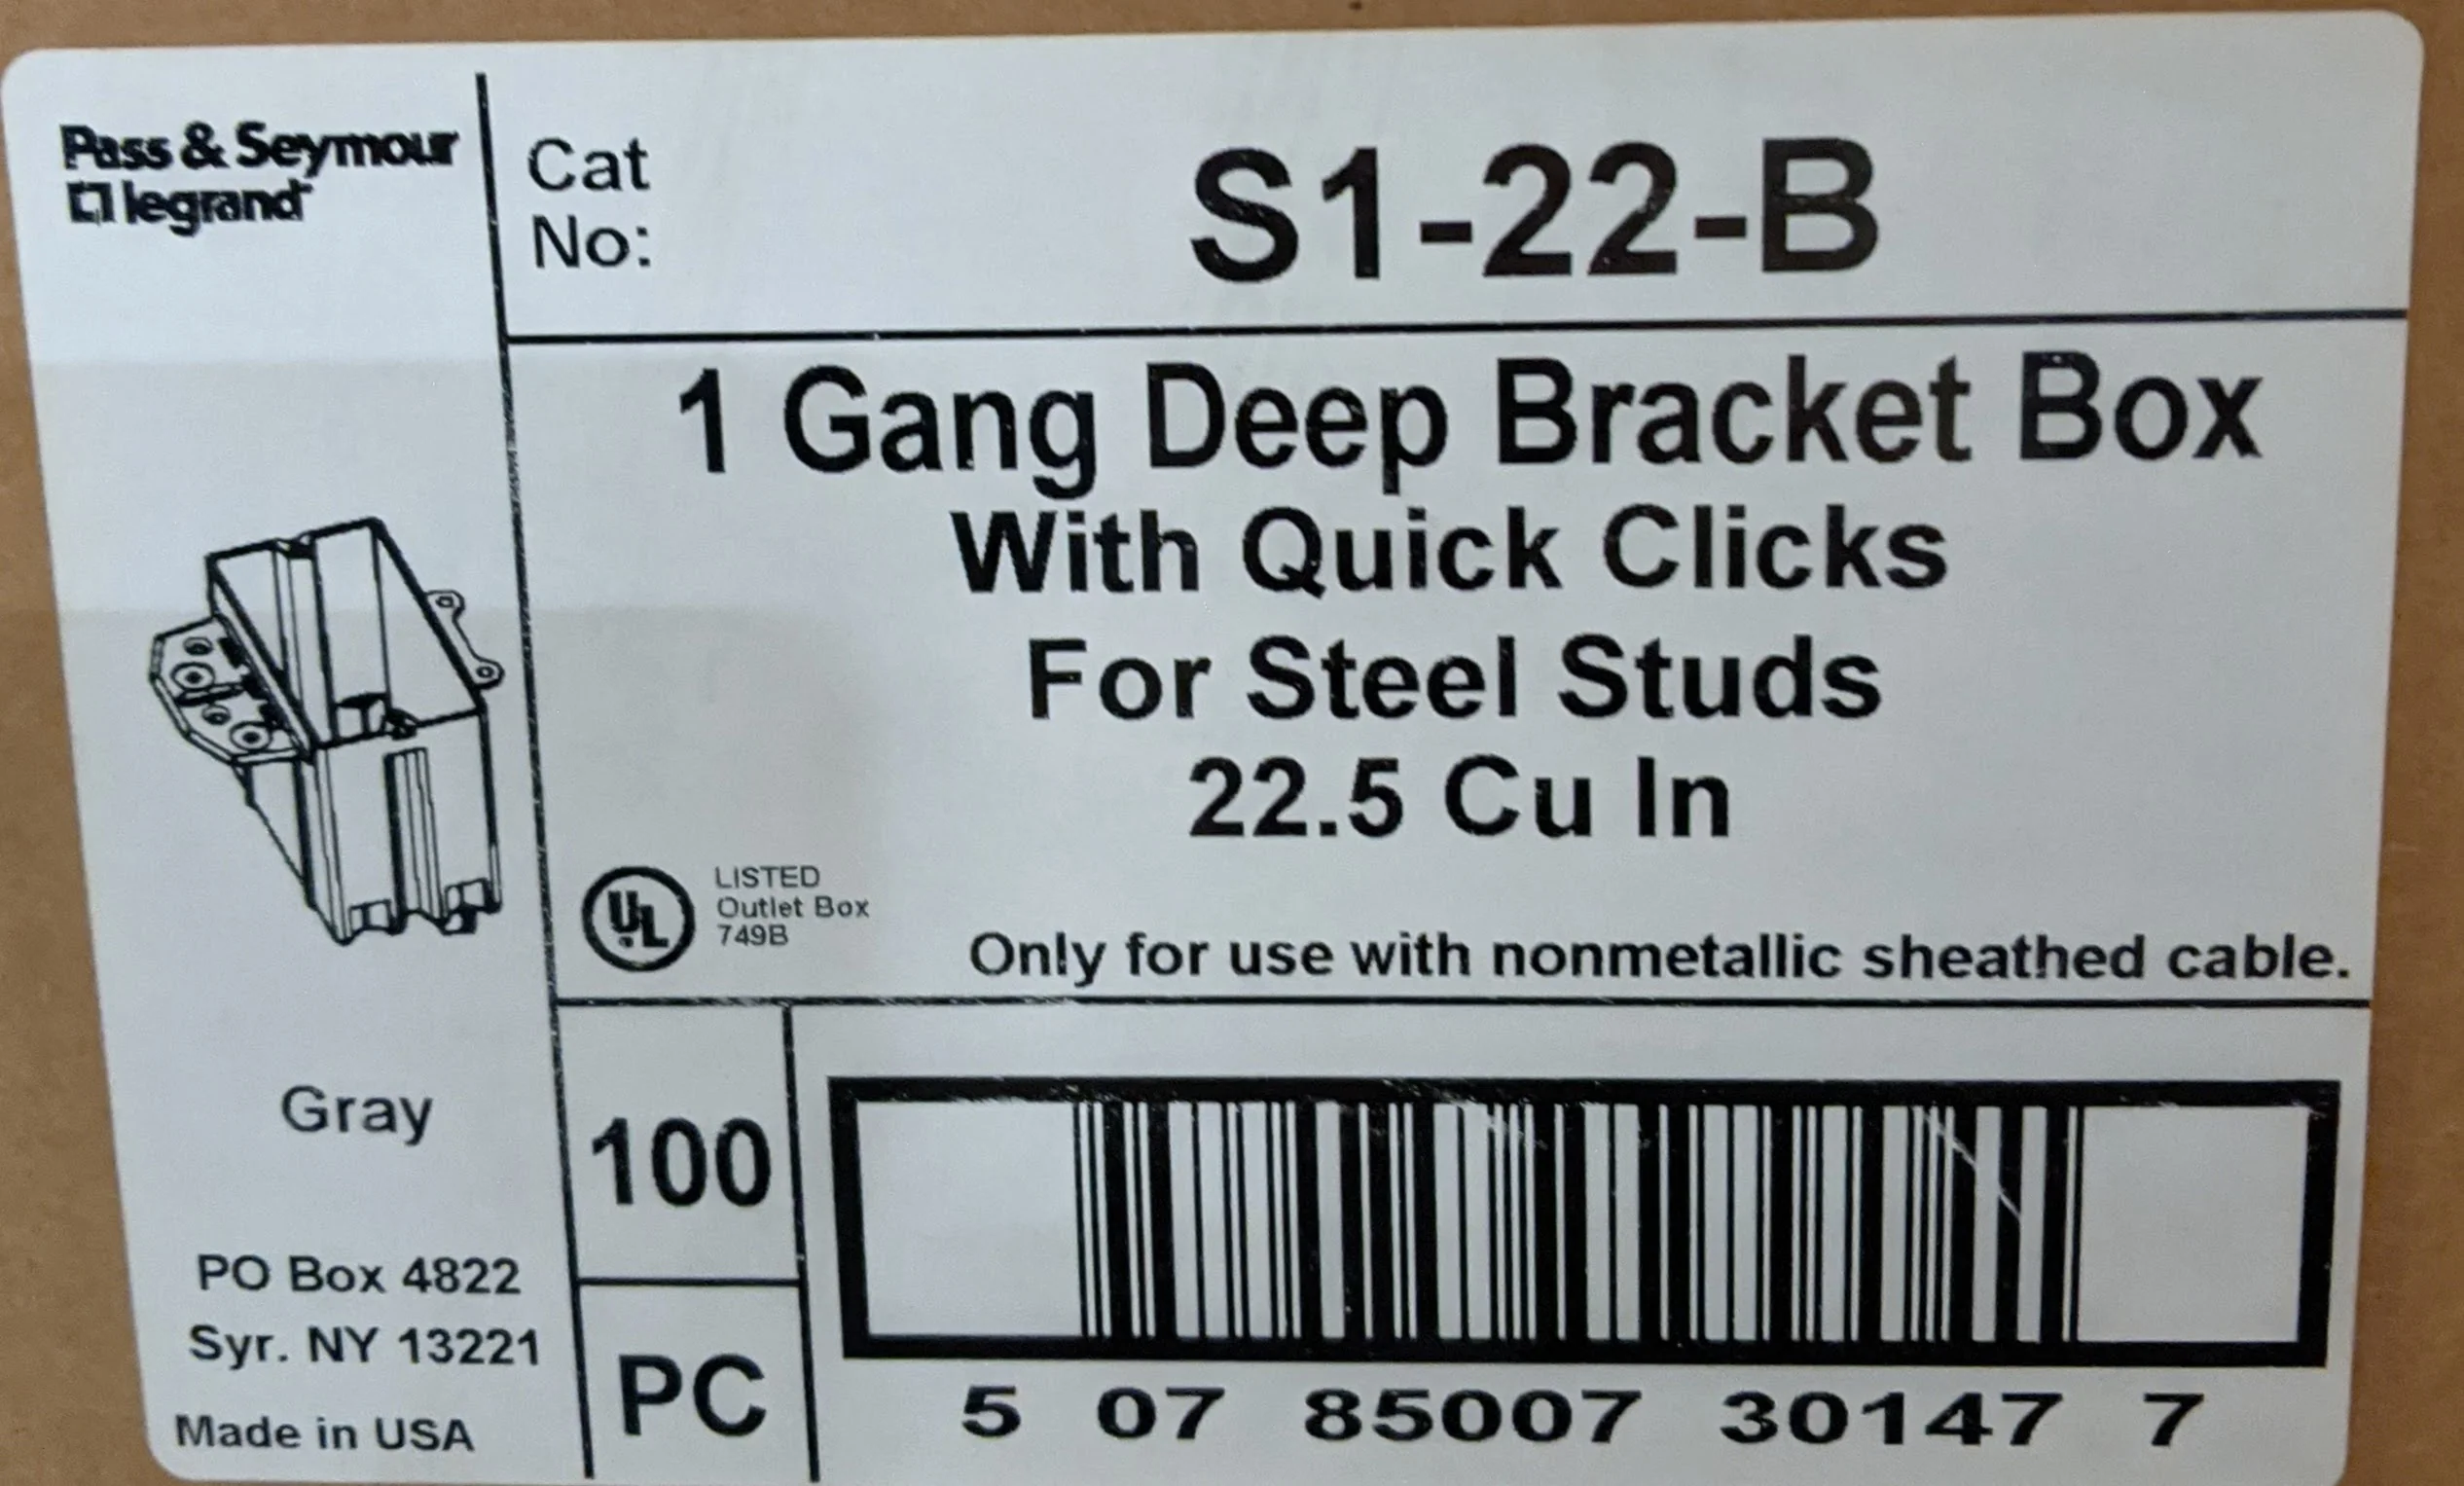 Pass & Seymour
legrand
Cat
No:
S1-22-B
1 Gang Deep Bracket Box
With Quick Clicks
For Steel Studs
22.5 Cu In
UL
LISTED
Outlet Box
749B
Only for use with nonmetallic sheathed cable.
Gray
PO Box 4822
Syr. NY 13221
Made in USA
100
PC
5 07 85007 30147 7